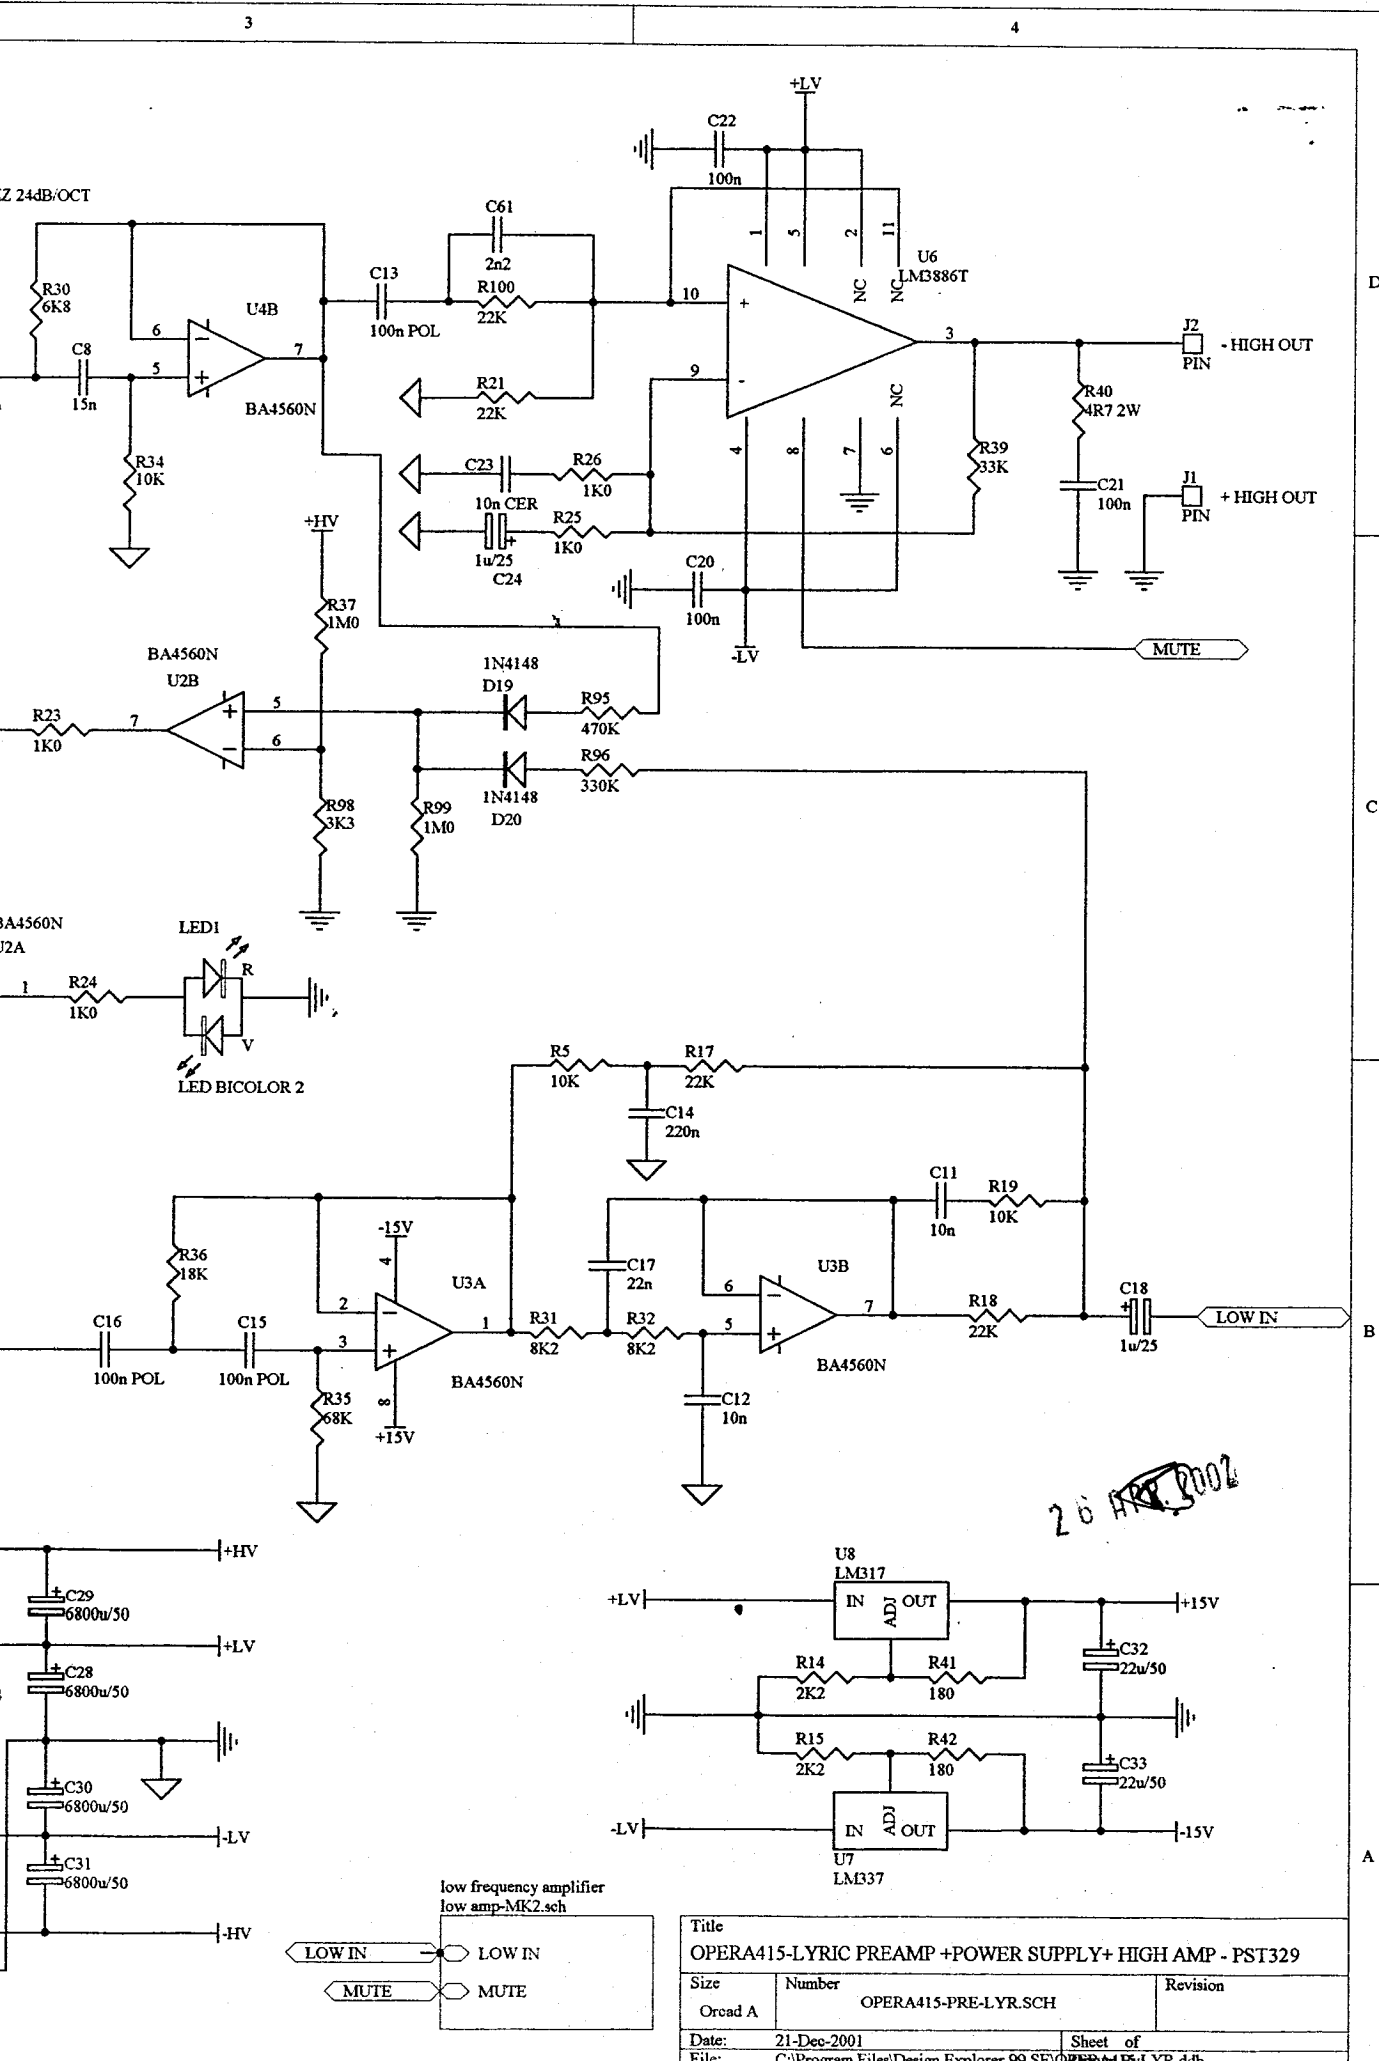 3
4
+LV
C22
100n
Z 24dB/OCT
C61
2n2
1
5
2
11
U6
LM3886T
NC
NC
R30
6K8
C13
100n POL
R100
22K
10
+
U4B
6
7
3
J2
PIN
- HIGH OUT
D
C8
15n
5
BA4560N
R21
22K
9
-
NC
R40
4R7 2W
R34
10K
C23
10n CER
R26
1K0
4
8
7
6
R39
33K
C21
100n
J1
PIN
+ HIGH OUT
+HV
1u/25
C24
R25
1K0
C20
100n
R37
1M0
-LV
MUTE
BA4560N
U2B
1N4148
D19
R95
470K
R23
1K0
7
5
6
R96
330K
1N4148
D20
R98
3K3
R99
1M0
C
BA4560N
U2A
LED1
R
1
R24
1K0
V
LED BICOLOR 2
R5
10K
R17
22K
C14
220n
C11
10n
R19
10K
-15V
4
R36
18K
U3A
C17
22n
U3B
2
1
R31
8K2
R32
8K2
6
5
7
R18
22K
C18
1u/25
LOW IN
B
C16
100n POL
C15
100n POL
3
BA4560N
BA4560N
R35
68K
8
+15V
C12
10n
26 APR. 2002
+HV
C29
6800u/50
+LV
C28
6800u/50
C30
6800u/50
-LV
C31
6800u/50
-HV
U8
LM317
+LV
IN
ADJ
OUT
+15V
R14
2K2
R41
180
C32
22u/50
R15
2K2
R42
180
C33
22u/50
-LV
IN
ADJ
OUT
-15V
U7
LM337
A
low frequency amplifier
low amp-MK2.sch
LOW IN
LOW IN
MUTE
MUTE
Title
OPERA415-LYRIC PREAMP +POWER SUPPLY+ HIGH AMP - PST329
Size
Number
Revision
Orcad A
OPERA415-PRE-LYR.SCH
Date:
21-Dec-2001
Sheet of
File:
C:\Program Files\Design Explorer 99 SE\